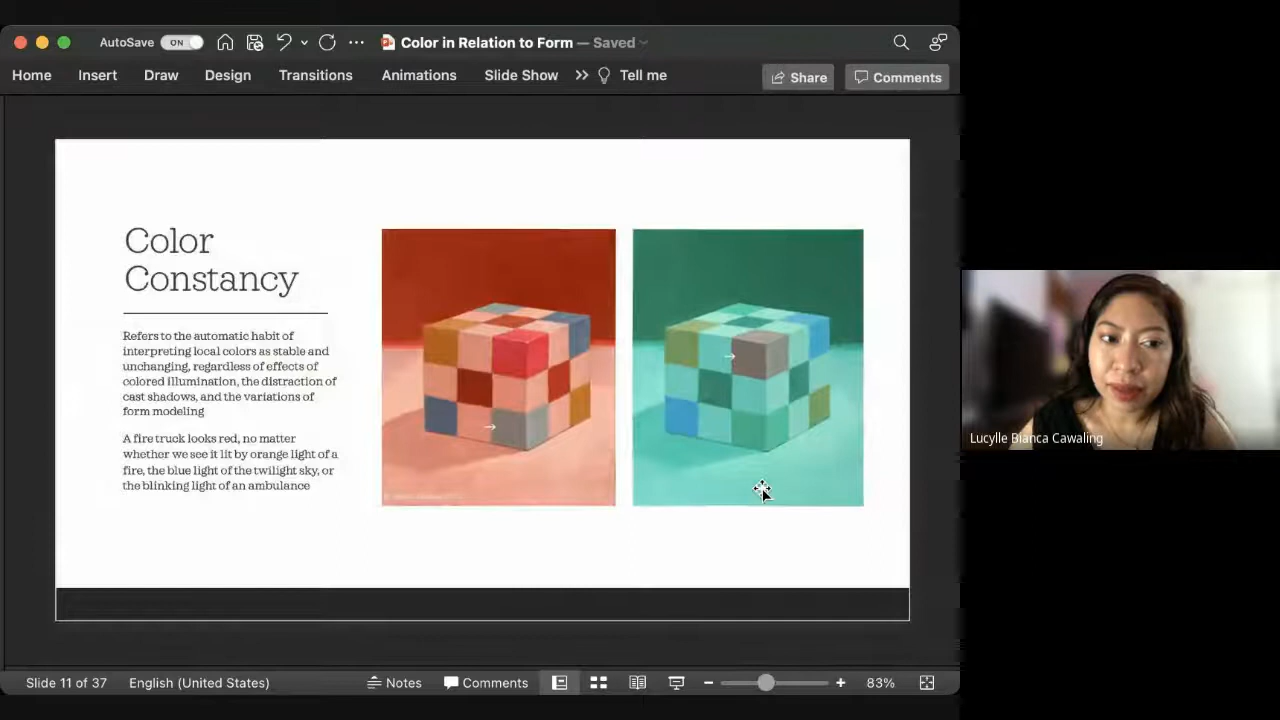 AutoSave ON ... Color in Relation to Form — Saved
Home Insert Draw Design Transitions Animations Slide Show >> Tell me Share Comments
Color
Constancy
Refers to the automatic habit of
interpreting local colors as stable and
unchanging, regardless of effects of
colored illumination, the distraction of
cast shadows, and the variations of
form modeling
A fire truck looks red, no matter
whether we see it lit by orange light of a
fire, the blue light of the twilight sky, or
the blinking light of an ambulance
Lucylle Bianca Cawaling
Slide 11 of 37 English (United States) Notes Comments 83%